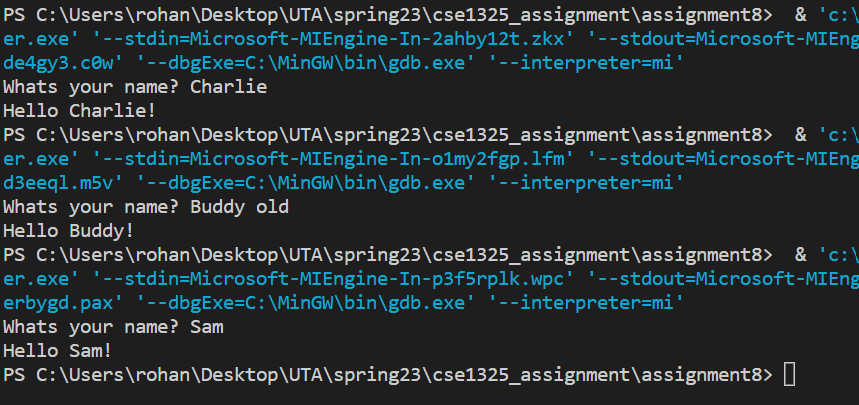 PS C:\Users\rohan\Desktop\UTA\spring23\cse1325_assignment\assignment8>  & 'c:\
er.exe' '--stdin=Microsoft-MIEngine-In-2ahby12t.zkx' '--stdout=Microsoft-MIEng
de4gy3.c0w' '--dbgExe=C:\MinGW\bin\gdb.exe' '--interpreter=mi'
Whats your name? Charlie
Hello Charlie!
PS C:\Users\rohan\Desktop\UTA\spring23\cse1325_assignment\assignment8>  & 'c:\
er.exe' '--stdin=Microsoft-MIEngine-In-o1my2fgp.lfm' '--stdout=Microsoft-MIEng
d3eeql.m5v' '--dbgExe=C:\MinGW\bin\gdb.exe' '--interpreter=mi'
Whats your name? Buddy old
Hello Buddy!
PS C:\Users\rohan\Desktop\UTA\spring23\cse1325_assignment\assignment8>  & 'c:\
er.exe' '--stdin=Microsoft-MIEngine-In-p3f5rplk.wpc' '--stdout=Microsoft-MIEng
erbygd.pax' '--dbgExe=C:\MinGW\bin\gdb.exe' '--interpreter=mi'
Whats your name? Sam
Hello Sam!
PS C:\Users\rohan\Desktop\UTA\spring23\cse1325_assignment\assignment8>